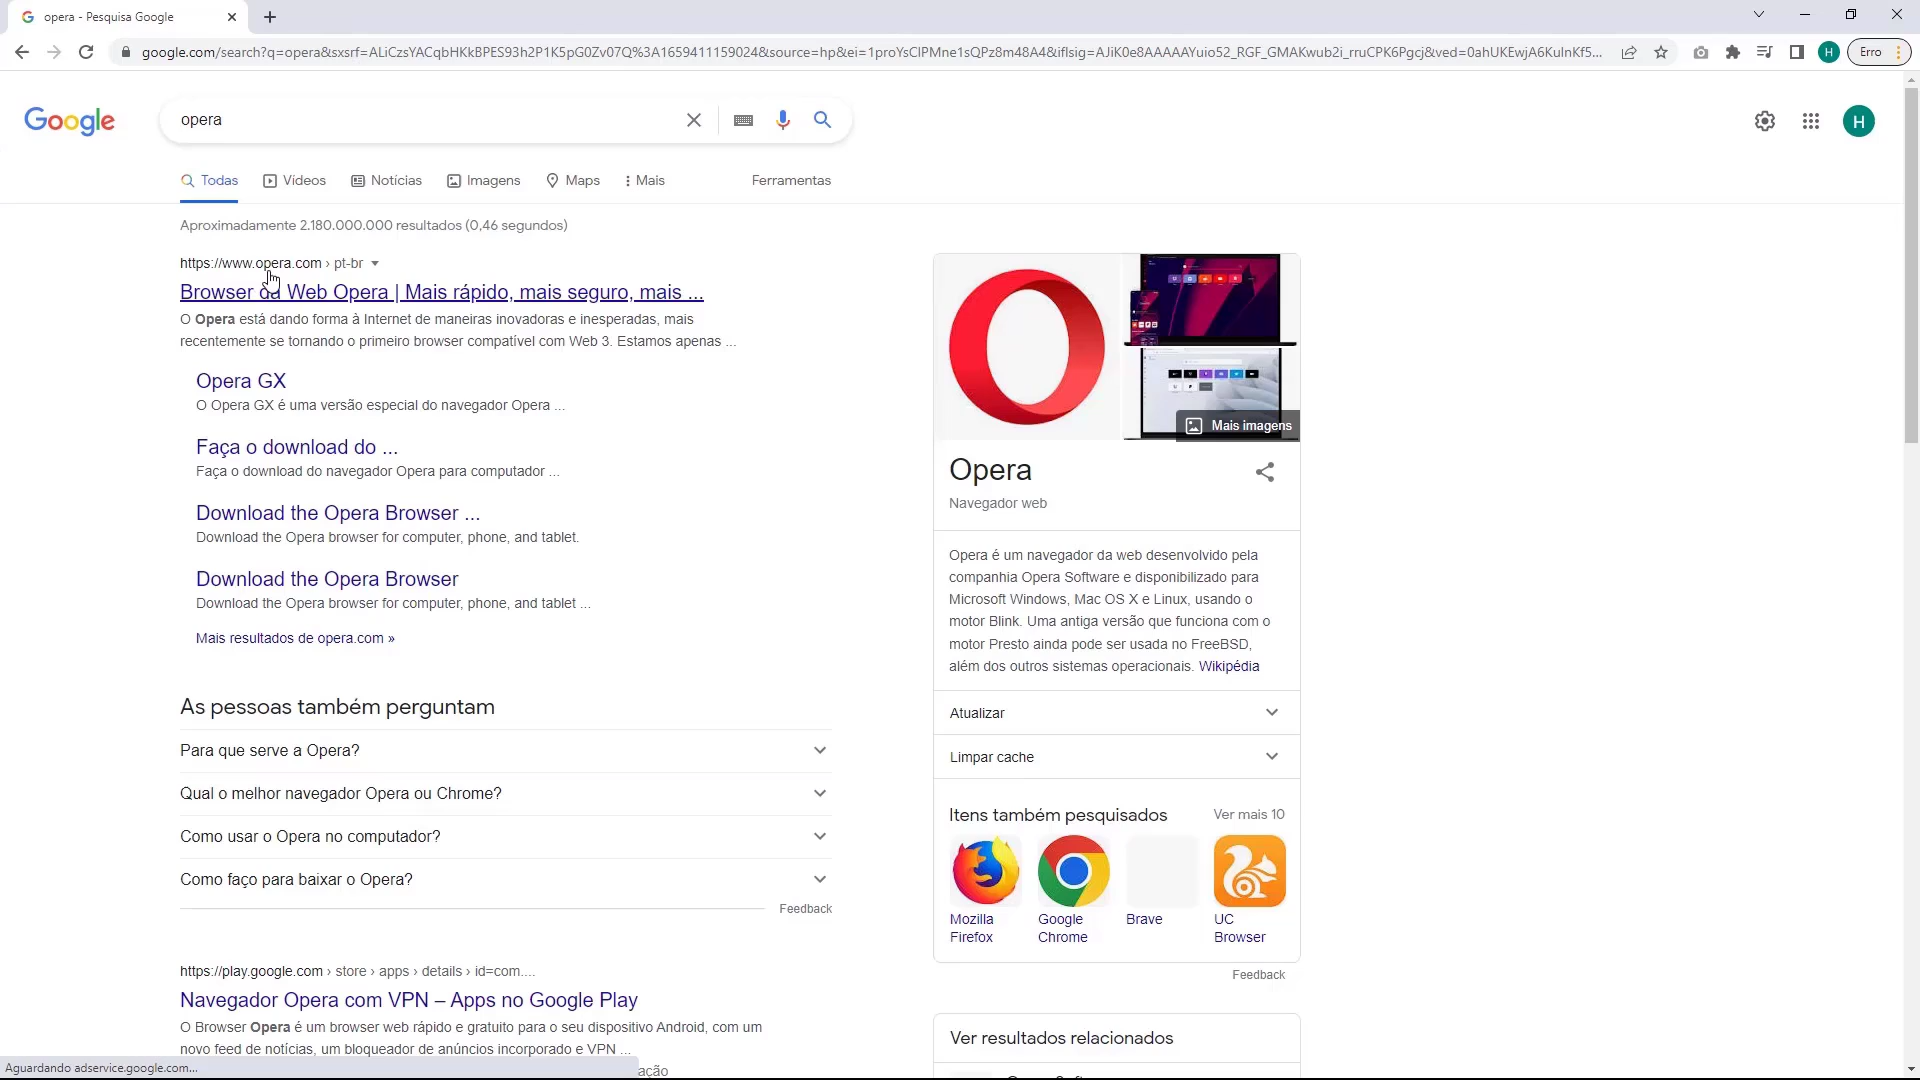 opera - Pesquisa Google
google.com/search?q=opera&sxsrf=ALiCzsYACqbHKkBPES93h2P1K5pG0Zv07Q%3A1659411159024&source=hp&ei=1proYsClPMne1sQPz8m48A4&iflsig=AJiK0e8AAAAAYuio52_RGF_GMAKwub2i_rruCPK6Pgcj&ved=0ahUKEwjA6KulnKf5...
H
Erro
Google
opera
H
Todas
Vídeos
Notícias
Imagens
Maps
Mais
Ferramentas
Aproximadamente 2.180.000.000 resultados (0,46 segundos)
https://www.opera.com › pt-br
Browser da Web Opera | Mais rápido, mais seguro, mais ...
O Opera está dando forma à Internet de maneiras inovadoras e inesperadas, mais
recentemente se tornando o primeiro browser compatível com Web 3. Estamos apenas ...
Opera GX
O Opera GX é uma versão especial do navegador Opera ...
Faça o download do ...
Faça o download do navegador Opera para computador ...
Download the Opera Browser ...
Download the Opera browser for computer, phone, and tablet.
Download the Opera Browser
Download the Opera browser for computer, phone, and tablet ...
Mais resultados de opera.com »
As pessoas também perguntam
Para que serve a Opera?
Qual o melhor navegador Opera ou Chrome?
Como usar o Opera no computador?
Como faço para baixar o Opera?
Feedback
https://play.google.com › store › apps › details › id=com....
Navegador Opera com VPN – Apps no Google Play
O Browser Opera é um browser web rápido e gratuito para o seu dispositivo Android, com um
novo feed de notícias, um bloqueador de anúncios incorporado e VPN ...
ação
Aguardando adservice.google.com...
Mais imagens
Opera
Navegador web
Opera é um navegador da web desenvolvido pela
companhia Opera Software e disponibilizado para
Microsoft Windows, Mac OS X e Linux, usando o
motor Blink. Uma antiga versão que funciona com o
motor Presto ainda pode ser usada no FreeBSD,
além dos outros sistemas operacionais. Wikipédia
Atualizar
Limpar cache
Itens também pesquisados
Ver mais 10
Mozilla
Firefox
Google
Chrome
Brave
UC
Browser
Feedback
Ver resultados relacionados